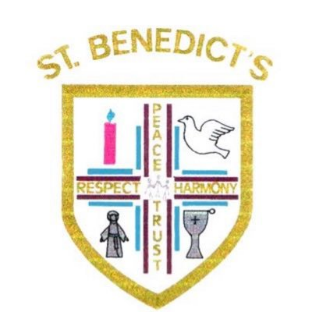 ST. BENEDICT'S
PEACE
RESPECT HARMONY
TRUST